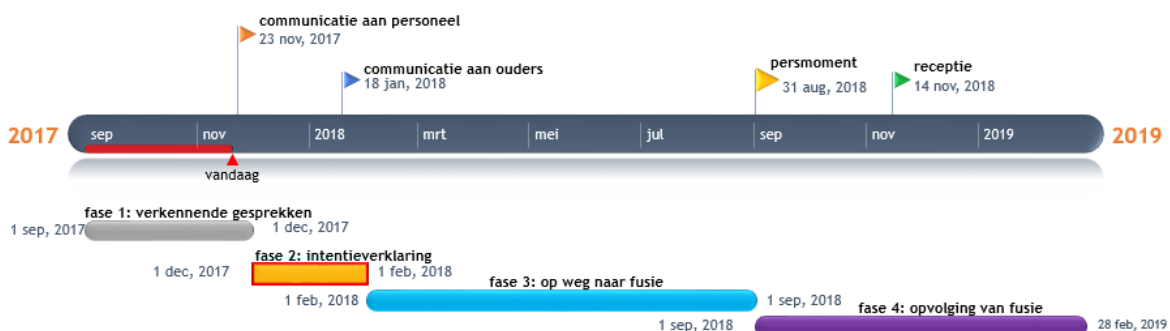 communicatie aan personeel
23 nov, 2017
communicatie aan ouders
18 jan, 2018
persmoment
31 aug, 2018
receptie
14 nov, 2018
2017 sep nov 2018 mrt mei jul sep nov 2019 2019
vandaag
fase 1: verkennende gesprekken
1 sep, 2017 1 dec, 2017
fase 2: intentieverklaring
1 dec, 2017 1 feb, 2018
fase 3: op weg naar fusie
1 feb, 2018 1 sep, 2018
fase 4: opvolging van fusie
1 sep, 2018 28 feb, 2019